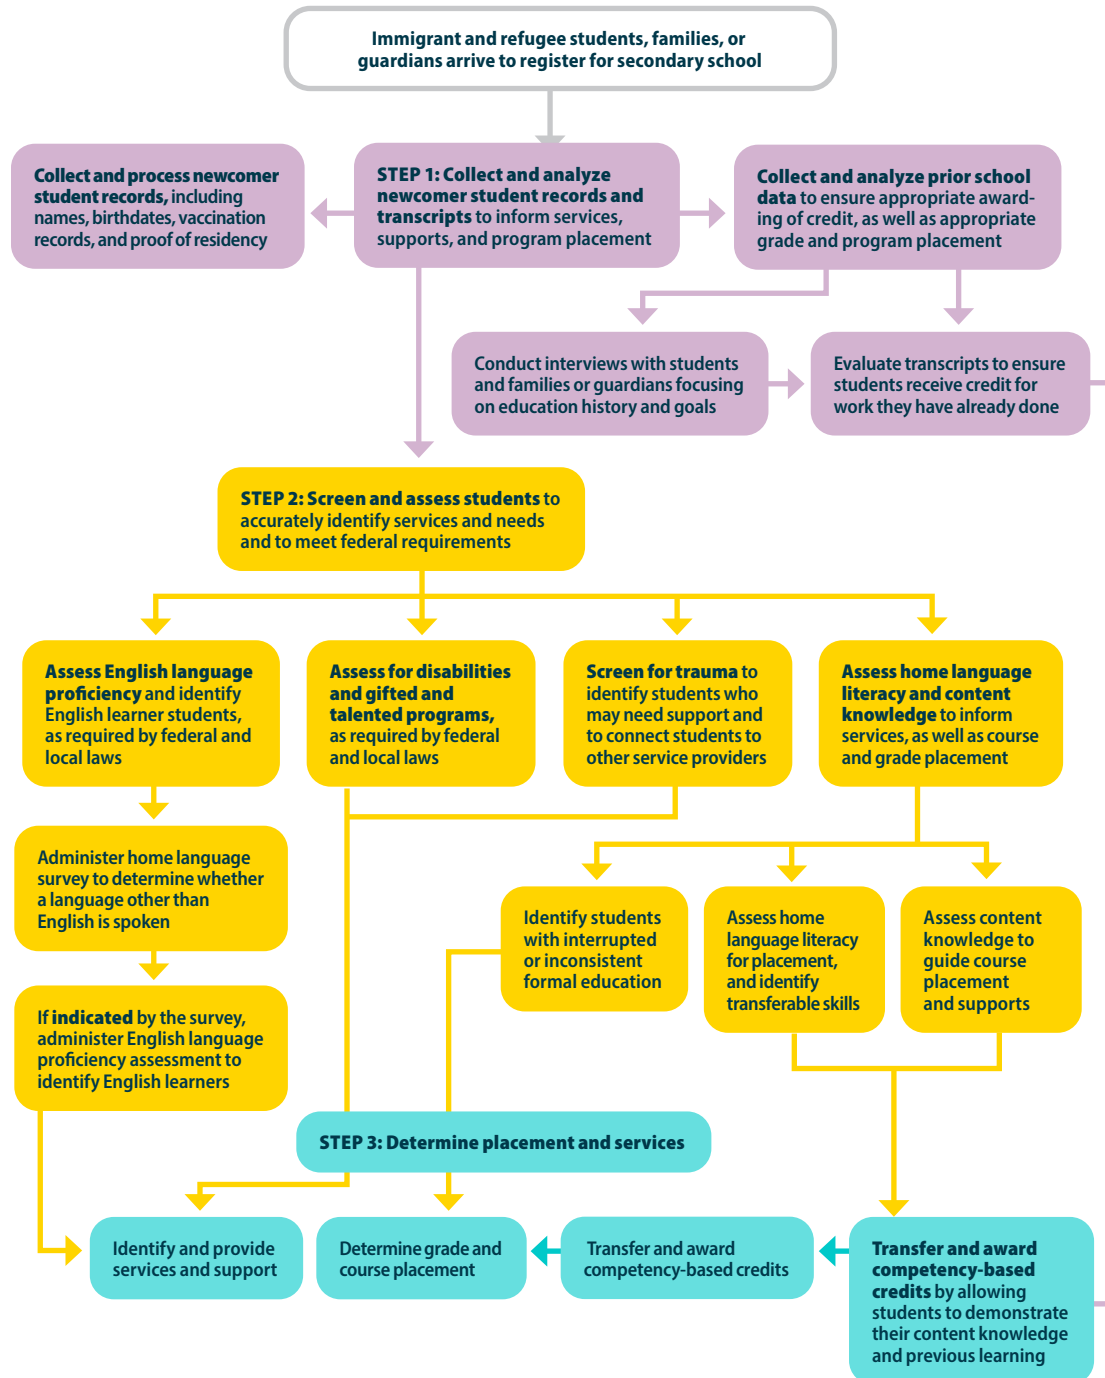 Immigrant and refugee students, families, or
guardians arrive to register for secondary school
Collect and process newcomer
student records, including
names, birthdates, vaccination
records, and proof of residency
STEP 1: Collect and analyze
newcomer student records and
transcripts to inform services,
supports, and program placement
Collect and analyze prior school
data to ensure appropriate award-
ing of credit, as well as appropriate
grade and program placement
Conduct interviews with students
and families or guardians focusing
on education history and goals
Evaluate transcripts to ensure
students receive credit for
work they have already done
STEP 2: Screen and assess students to
accurately identify services and needs
and to meet federal requirements
Assess English language
proficiency and identify
English learner students,
as required by federal and
local laws
Assess for disabilities
and gifted and
talented programs,
as required by federal
and local laws
Screen for trauma to
identify students who
may need support and
to connect students to
other service providers
Assess home language
literacy and content
knowledge to inform
services, as well as course
and grade placement
Administer home language
survey to determine whether
a language other than
English is spoken
Identify students
with interrupted
or inconsistent
formal education
Assess home
language literacy
for placement,
and identify
transferable skills
Assess content
knowledge to
guide course
placement
and supports
If indicated by the survey,
administer English language
proficiency assessment to
identify English learners
STEP 3: Determine placement and services
Identify and provide
services and support
Determine grade and
course placement
Transfer and award
competency-based credits
Transfer and award
competency-based
credits by allowing
students to demonstrate
their content knowledge
and previous learning